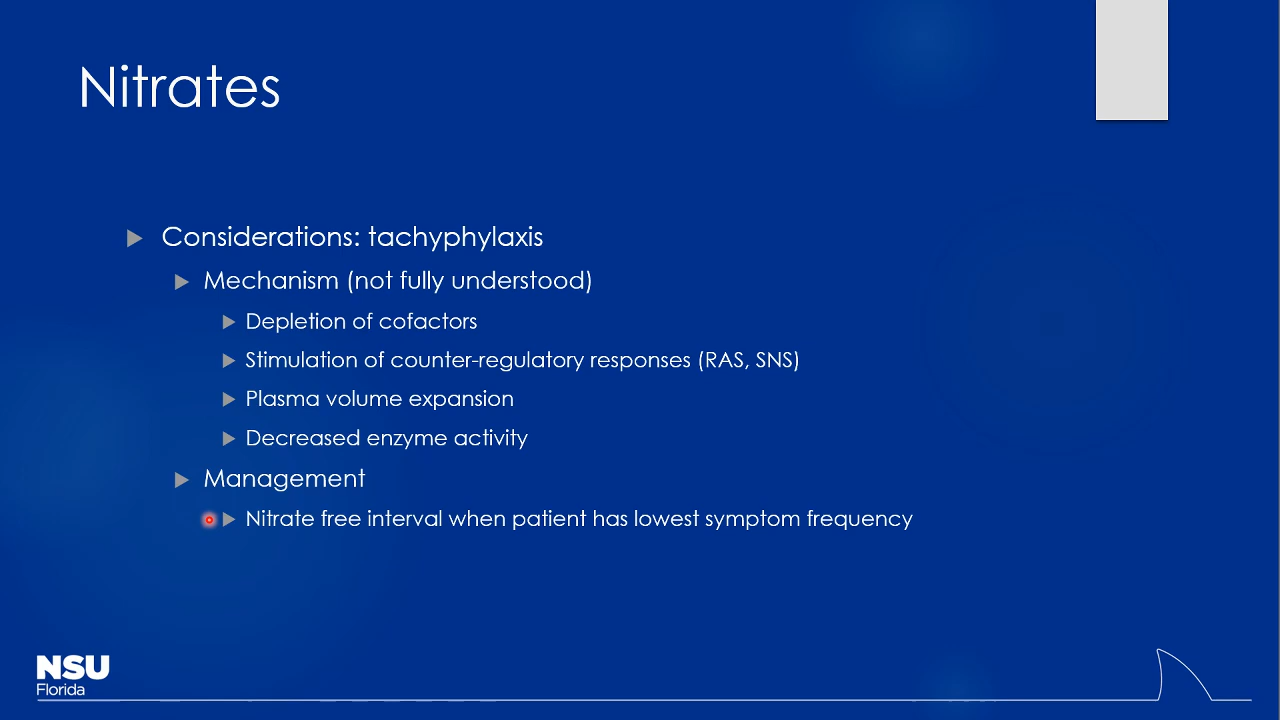 Nitrates
Considerations: tachyphylaxis
Mechanism (not fully understood)
Depletion of cofactors
Stimulation of counter-regulatory responses (RAS, SNS)
Plasma volume expansion
Decreased enzyme activity
Management
Nitrate free interval when patient has lowest symptom frequency
NSU
Florida